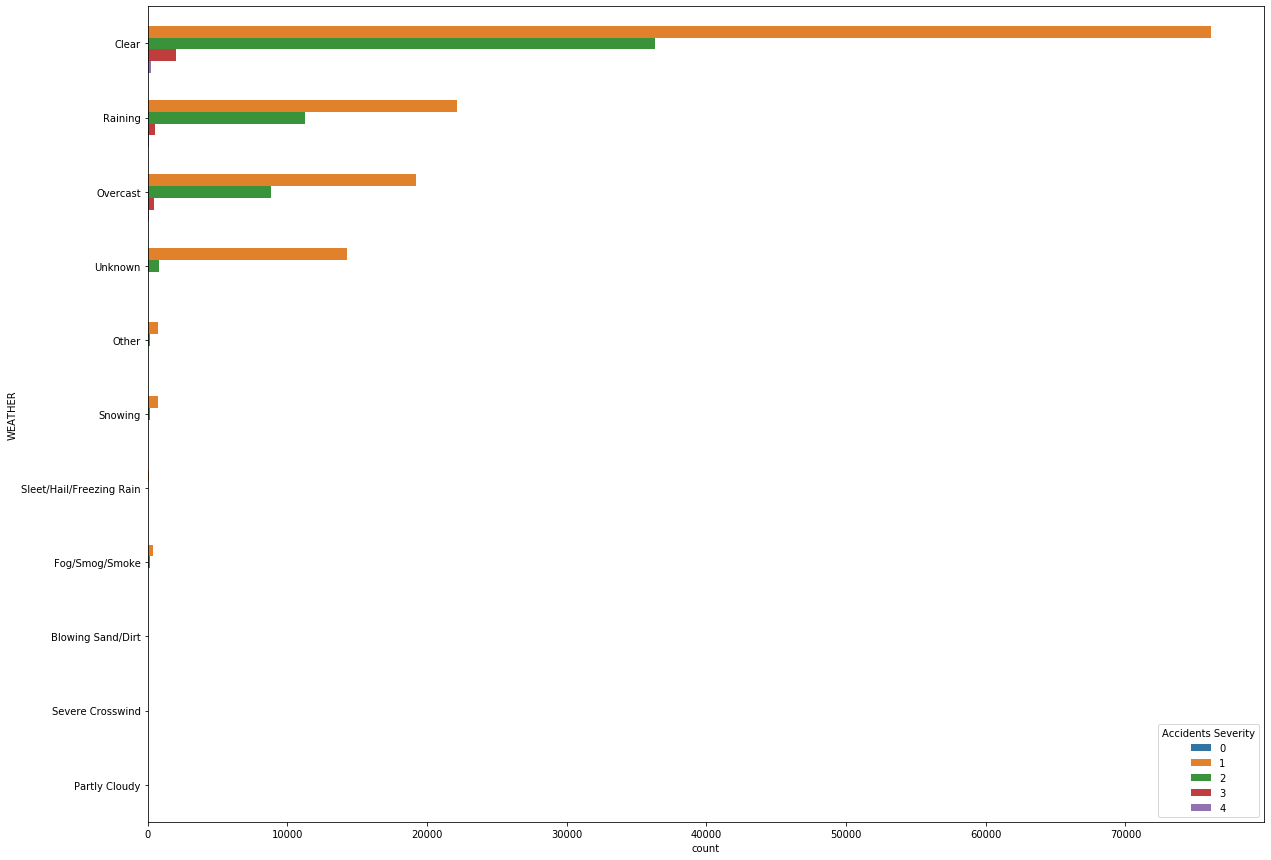 WEATHER
Clear
Raining
Overcast
Unknown
Other
Snowing
Sleet/Hail/Freezing Rain
Fog/Smog/Smoke
Blowing Sand/Dirt
Severe Crosswind
Partly Cloudy
Accidents Severity
0
1
2
3
4
0 10000 20000 30000 40000 50000 60000 70000
count